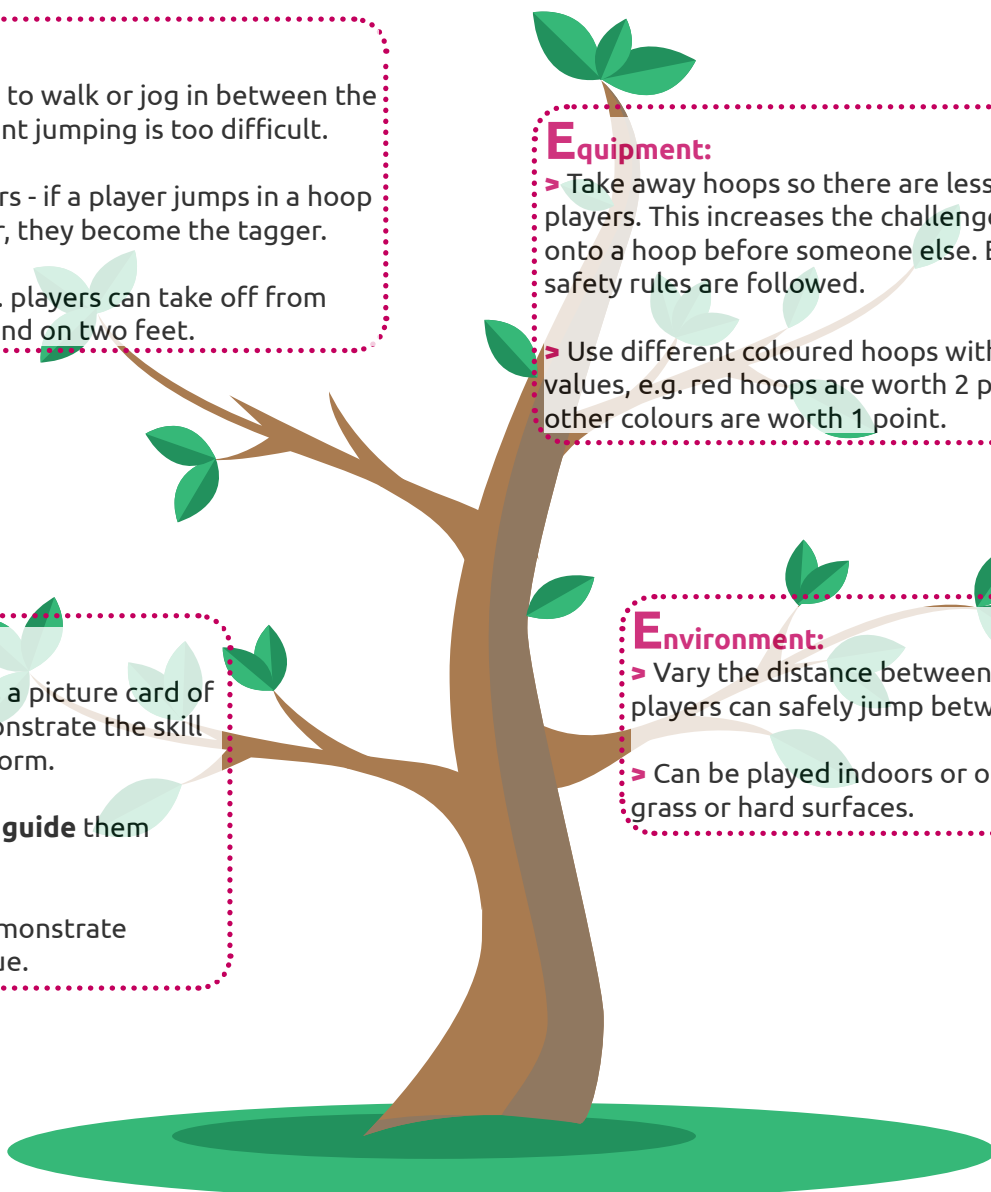 to walk or jog in between the
nt jumping is too difficult.
rs - if a player jumps in a hoop
r, they become the tagger.
. players can take off from
nd on two feet.
Equipment:
> Take away hoops so there are less
players. This increases the challenge
onto a hoop before someone else. E
safety rules are followed.
> Use different coloured hoops with
values, e.g. red hoops are worth 2 p
other colours are worth 1 point.
a picture card of
onstrate the skill
orm.
guide them
monstrate
ue.
Environment:
> Vary the distance between
players can safely jump betw
> Can be played indoors or o
grass or hard surfaces.